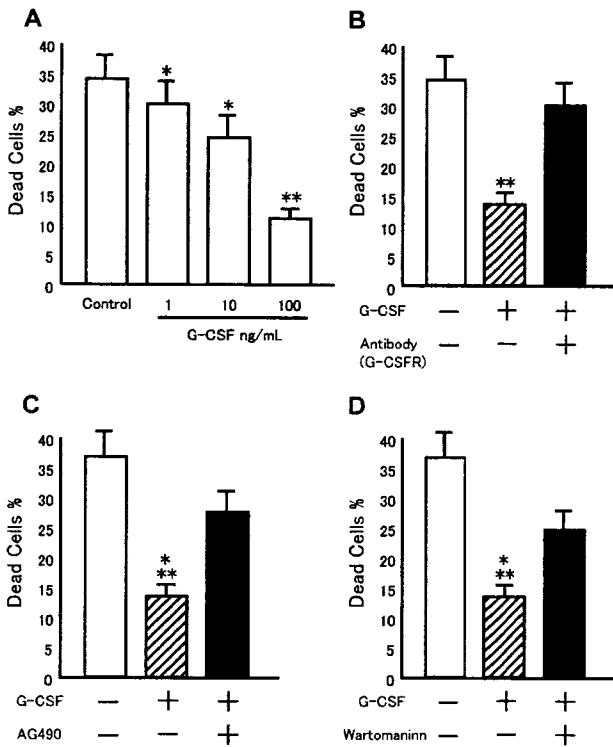 A
Dead Cells %
40
35
30
25
20
15
10
5
0
*
*
**
Control 1 10 100
G-CSF ng/mL
B
Dead Cells %
40
35
30
25
20
15
10
5
0
**
G-CSF — + +
Antibody — — +
(G-CSFR)
C
Dead Cells %
40
35
30
25
20
15
10
5
0
*
**
G-CSF — + +
AG490 — — +
D
Dead Cells %
40
35
30
25
20
15
10
5
0
*
**
G-CSF — + +
Wartomaninn — — +